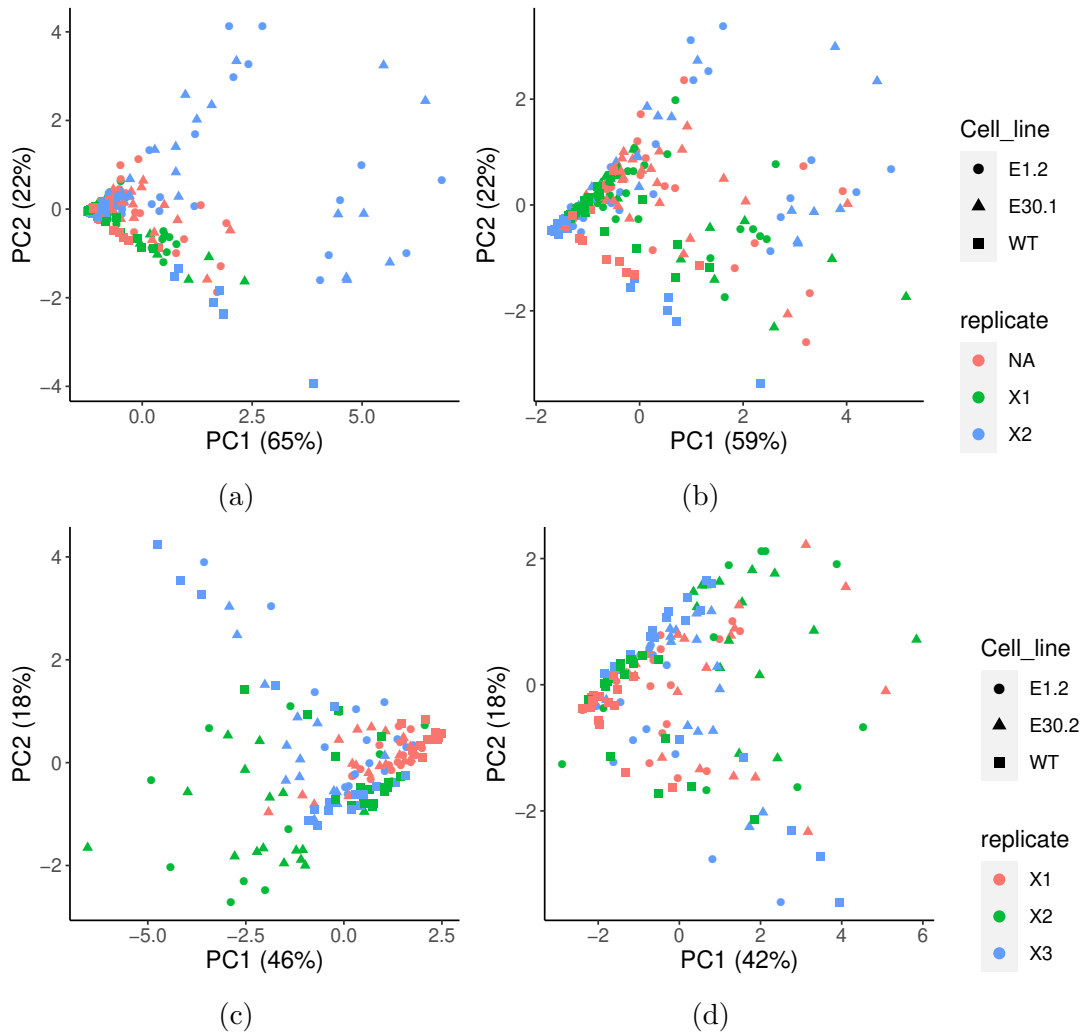 4
2
0
−2
−4
PC2 (22%)
0.0 2.5 5.0
PC1 (65%)
(a)
2
0
−2
PC2 (22%)
−2 0 2 4
PC1 (59%)
(b)
Cell_line
E1.2
E30.1
WT
replicate
NA
X1
X2
4
2
0
−2
PC2 (18%)
−5.0 −2.5 0.0 2.5
PC1 (46%)
(c)
2
0
−2
PC2 (18%)
−2 0 2 4 6
PC1 (42%)
(d)
Cell_line
E1.2
E30.2
WT
replicate
X1
X2
X3